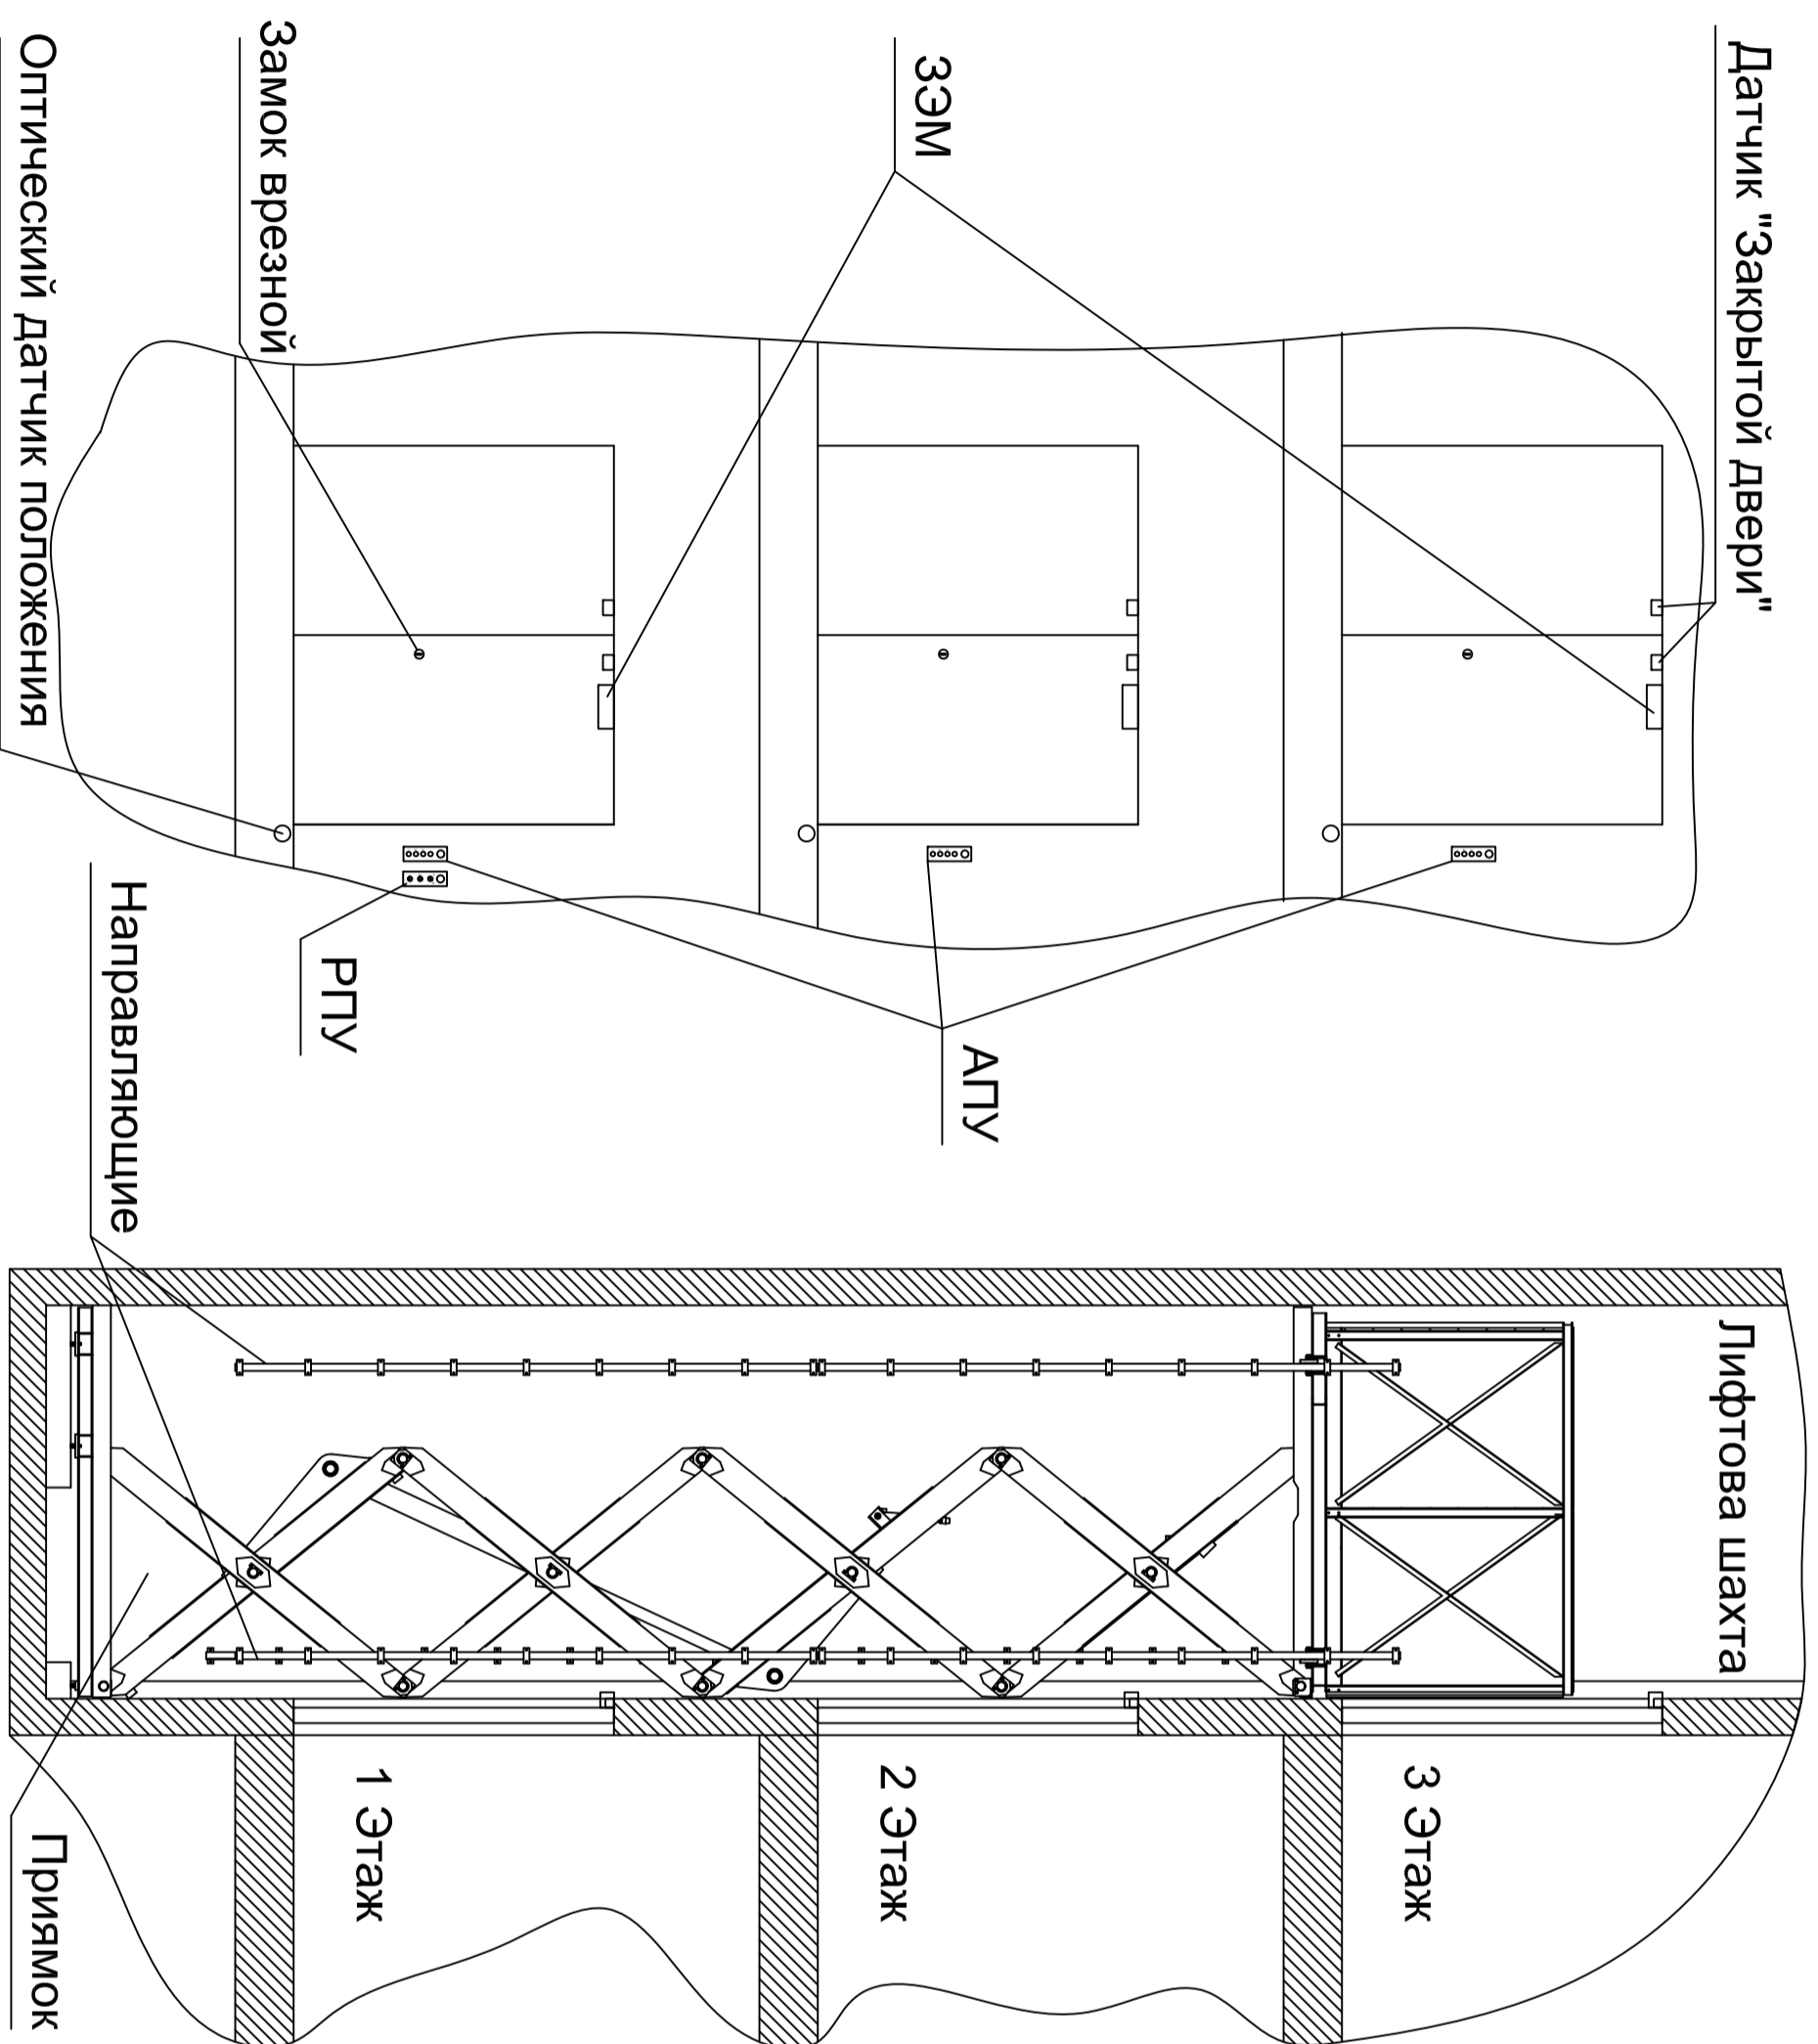 Датчик "Закрытой двери"
ЗЭМ
Замок врезной
Оптический датчик положения
АПУ
РПУ
Направляющие
Лифтова шахта
3 Этаж
2 Этаж
1 Этаж
Приямок